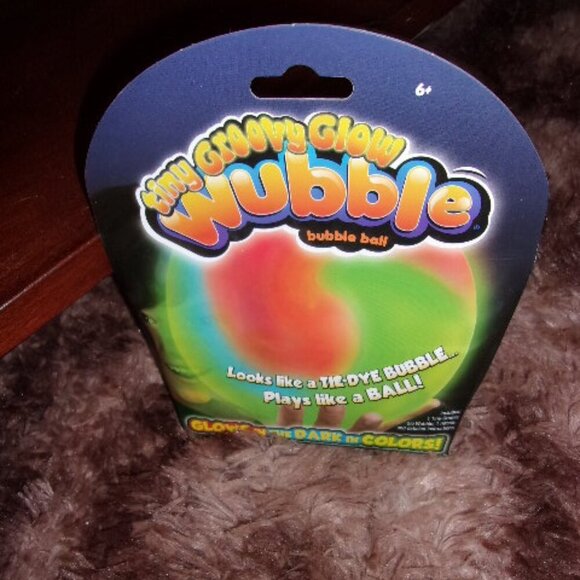 6+
tiny Groovy Glow
Wubble
bubble ball
Looks like a TIE-DYE BUBBLE...
Plays like a BALL!
GLOWS IN THE DARK IN COLORS!
Includes: